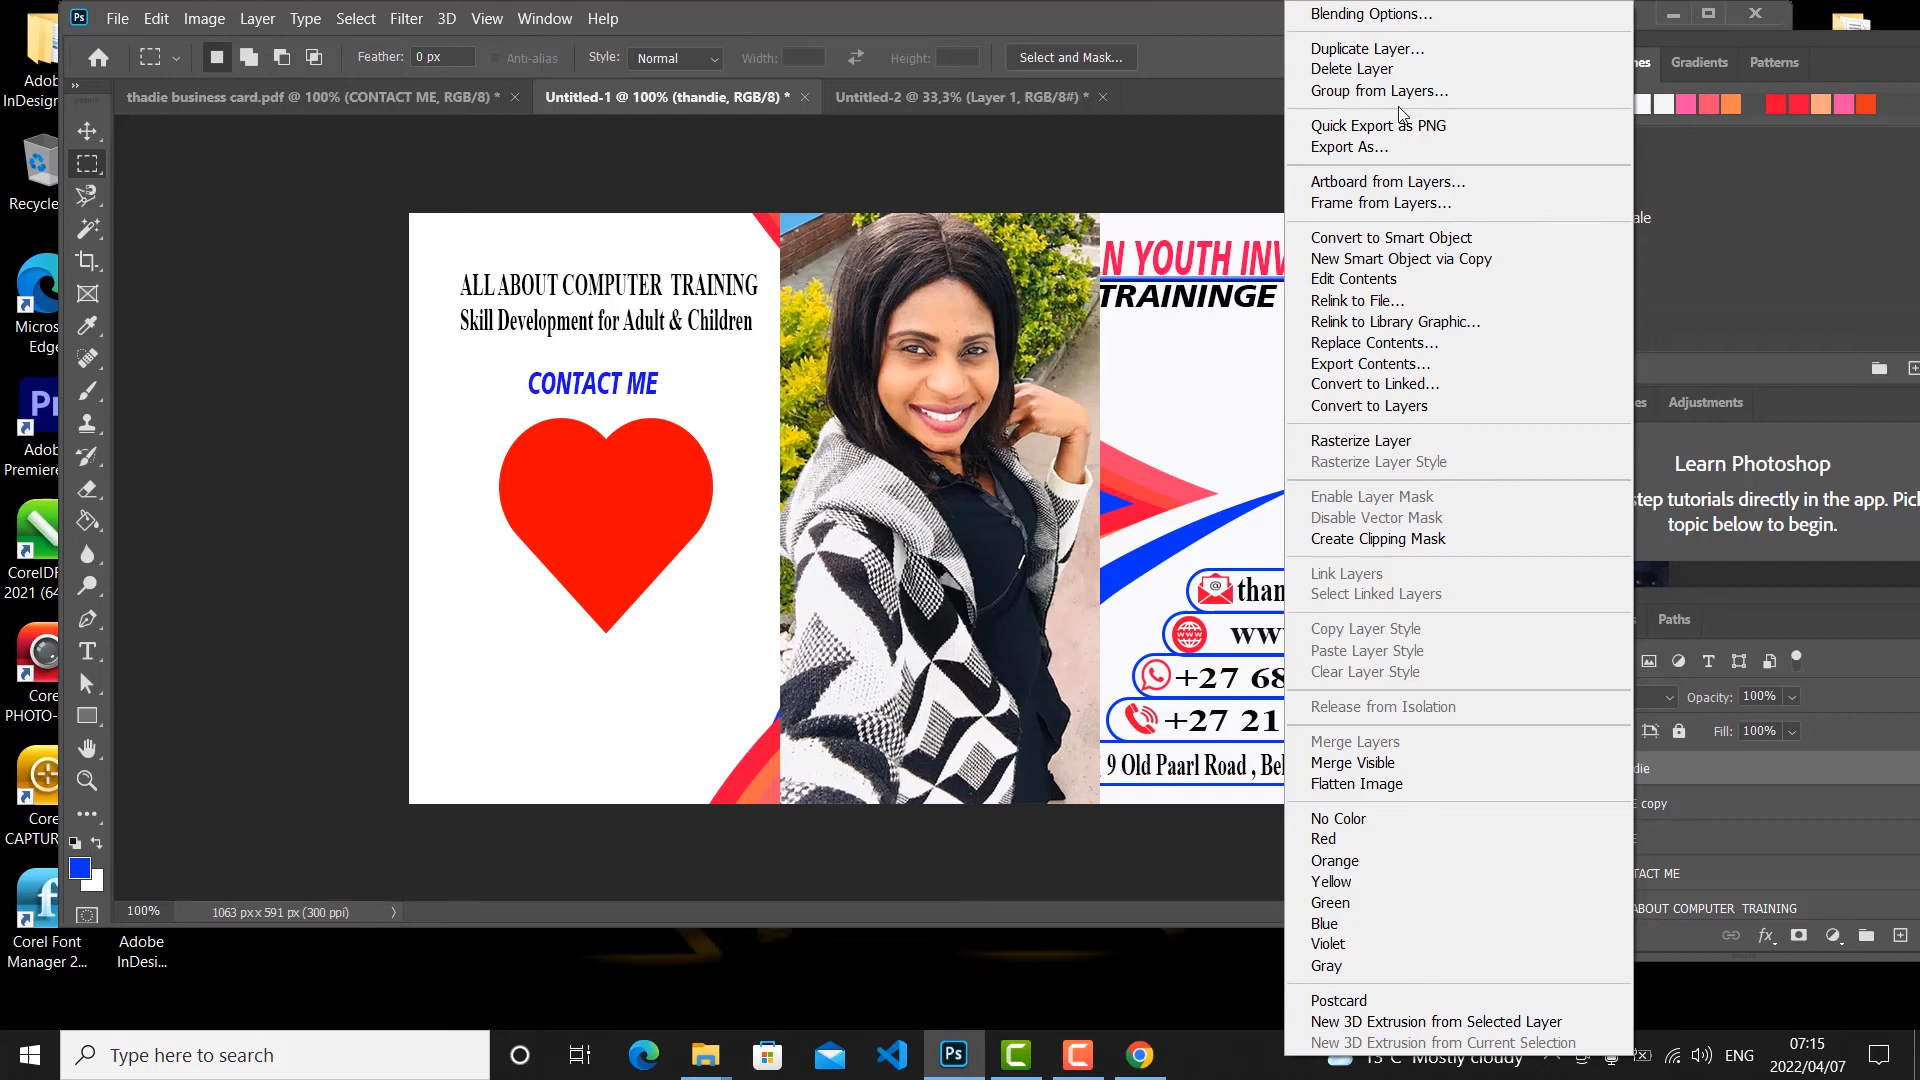 Ps File Edit Image Layer Type Select Filter 3D View Window Help
Feather: 0 px Anti-alias Style: Normal Width: Height: Select and Mask...
thadie business card.pdf @ 100% (CONTACT ME, RGB/8) * Untitled-1 @ 100% (thandie, RGB/8) * Untitled-2 @ 33,3% (Layer 1, RGB/8#) *
Adob
InDesign
Recycle
Micros
Edge
Pr
Adob
Premiere
CorelDR
2021 (64
Core
PHOTO-
Core
CAPTUR
Corel Font
Manager 2...
Adobe
InDesi...
ALL ABOUT COMPUTER TRAINING
Skill Development for Adult & Children
CONTACT ME
N YOUTH INV
TRAININGE
than
www
+27 68
+27 21
9 Old Paarl Road , Bel
100% 1063 px x 591 px (300 ppi)
Blending Options...
Duplicate Layer...
Delete Layer
Group from Layers...
Quick Export as PNG
Export As...
Artboard from Layers...
Frame from Layers...
Convert to Smart Object
New Smart Object via Copy
Edit Contents
Relink to File...
Relink to Library Graphic...
Replace Contents...
Export Contents...
Convert to Linked...
Convert to Layers
Rasterize Layer
Rasterize Layer Style
Enable Layer Mask
Disable Vector Mask
Create Clipping Mask
Link Layers
Select Linked Layers
Copy Layer Style
Paste Layer Style
Clear Layer Style
Release from Isolation
Merge Layers
Merge Visible
Flatten Image
No Color
Red
Orange
Yellow
Green
Blue
Violet
Gray
Postcard
New 3D Extrusion from Selected Layer
New 3D Extrusion from Current Selection
nes Gradients Patterns
ale
es Adjustments
Learn Photoshop
step tutorials directly in the app. Pick
topic below to begin.
Paths
Opacity: 100%
Fill: 100%
die
copy
TACT ME
ABOUT COMPUTER TRAINING
Type here to search
Ps
13°C Mostly cloudy
ENG
07:15
2022/04/07